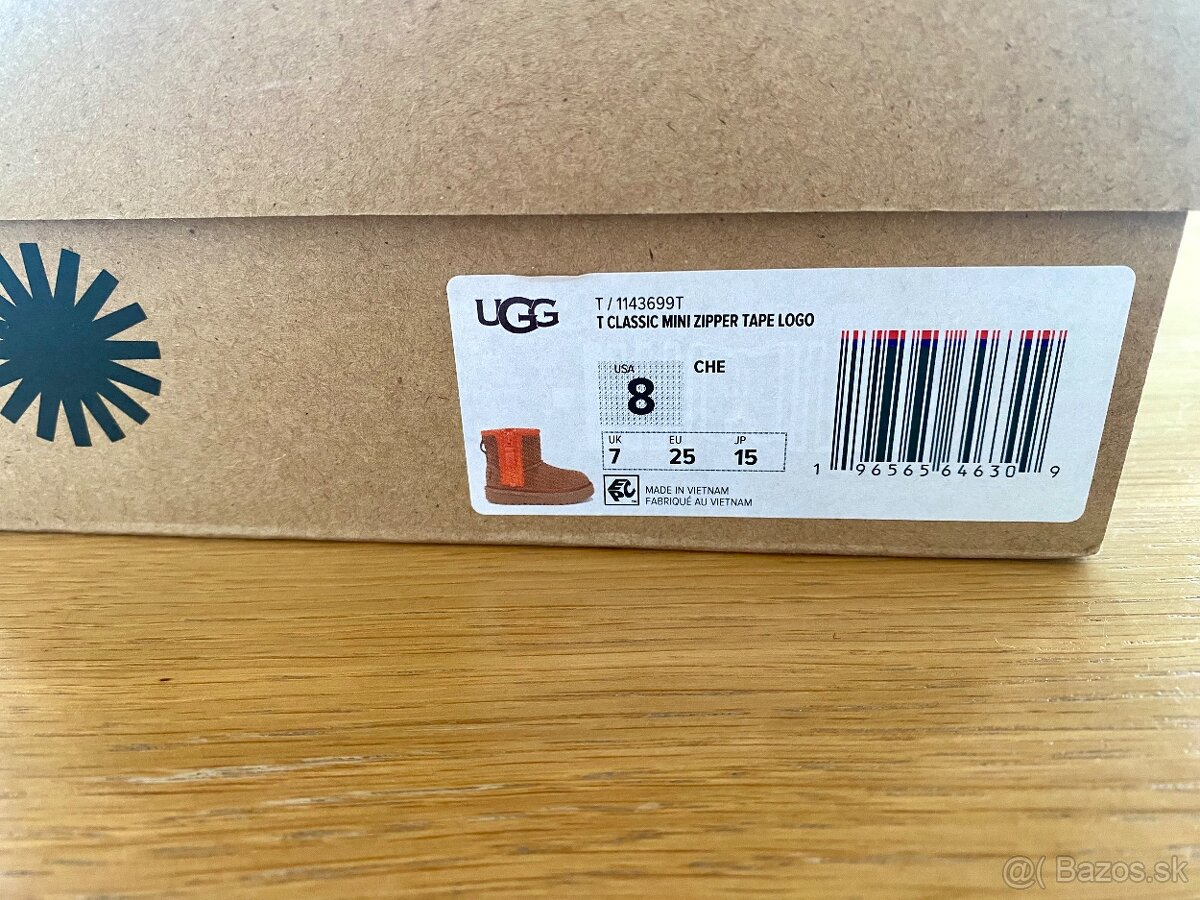 UGG
T / 1143699T
T CLASSIC MINI ZIPPER TAPE LOGO
USA
8
CHE
UK EU JP
7 25 15
MADE IN VIETNAM
FABRIQUÉ AU VIETNAM
1 96565 64630 9
@( Bazos.sk